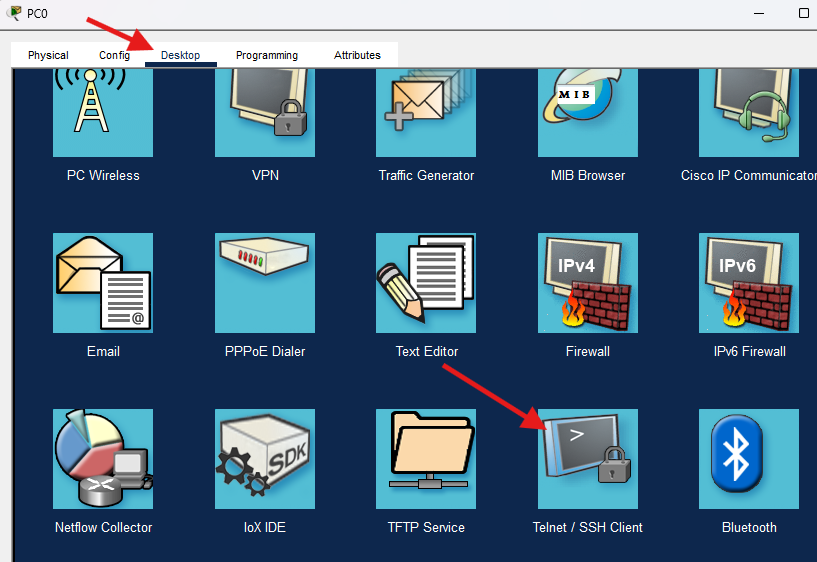 PC0
Physical Config Desktop Programming Attributes
MIB
PC Wireless VPN Traffic Generator MIB Browser Cisco IP Communicator
IPv4 IPv6
@
Email PPPoE Dialer Text Editor Firewall IPv6 Firewall
>
SDK
Netflow Collector IoX IDE TFTP Service Telnet / SSH Client Bluetooth